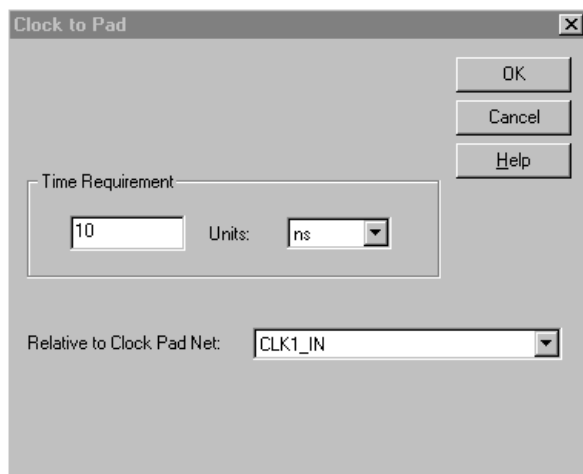 Clock to Pad
OK
Cancel
Help
Time Requirement
10 Units: ns
Relative to Clock Pad Net: CLK1_IN